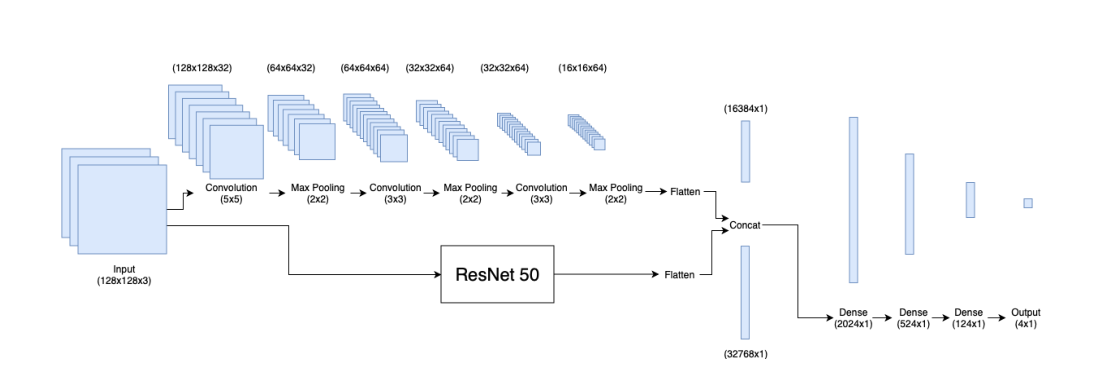 (128x128x32)
(64x64x32)
(64x64x64)
(32x32x64)
(32x32x64)
(16x16x64)
(16384x1)
Convolution
(5x5)
Max Pooling
(2x2)
Convolution
(3x3)
Max Pooling
(2x2)
Convolution
(3x3)
Max Pooling
(2x2)
Flatten
Concat
Input
(128x128x3)
ResNet 50
Flatten
(32768x1)
Dense
(2024x1)
Dense
(524x1)
Dense
(124x1)
Output
(4x1)